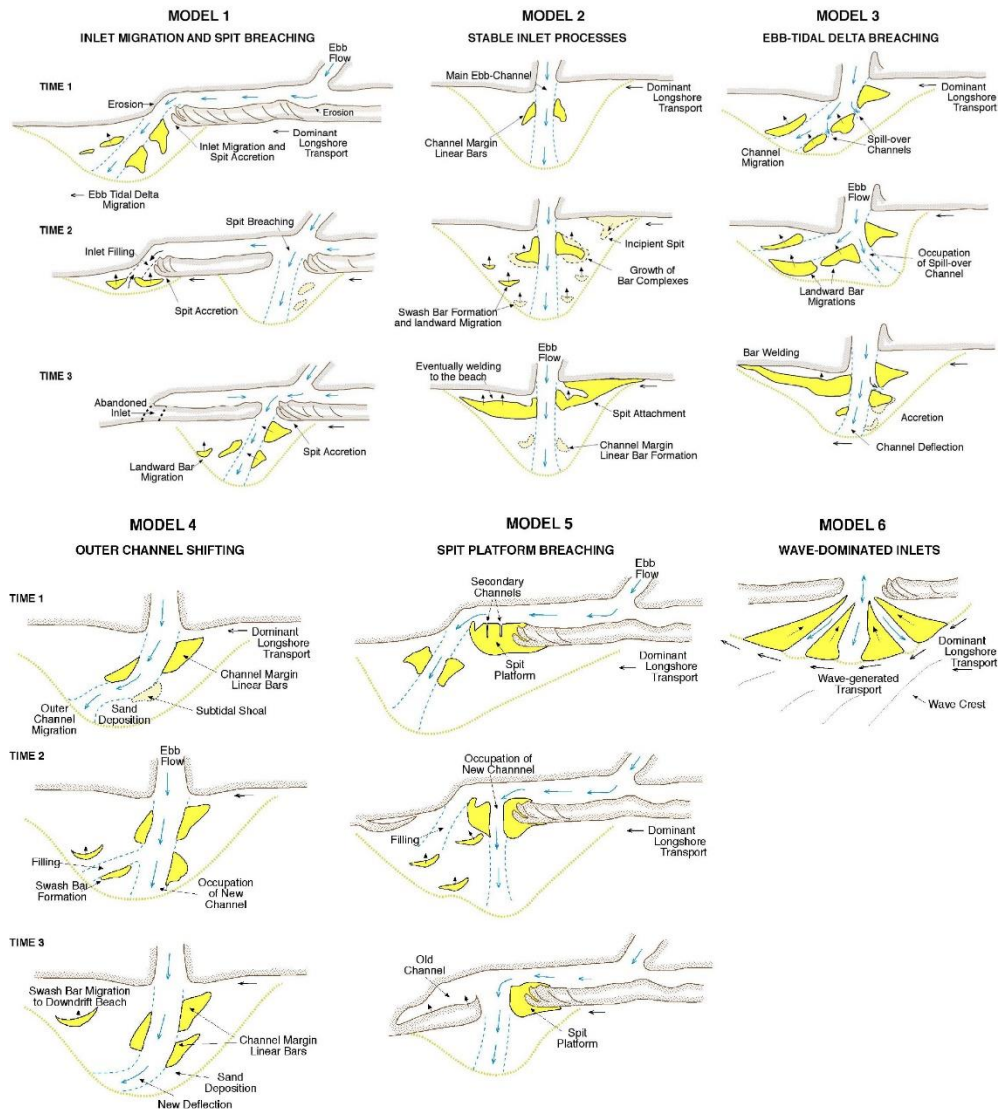 MODEL 1
INLET MIGRATION AND SPIT BREACHING
TIME 1
Ebb
Flow
Erosion
Erosion
Inlet Migration and
Spit Accretion
Dominant
Longshore
Transport
Ebb Tidal Delta
Migration
TIME 2
Spit Breaching
Inlet Filling
Spit Accretion
TIME 3
Abandoned
Inlet
Landward Bar
Migration
Spit Accretion
MODEL 2
STABLE INLET PROCESSES
Main Ebb-Channel
Dominant
Longshore Transport
Channel Margin
Linear Bars
Incipient Spit
Growth of
Bar Complexes
Swash Bar Formation
and landward Migration
Eventually welding
to the beach
Ebb
Flow
Spit Attachment
Channel Margin
Linear Bar Formation
MODEL 3
EBB-TIDAL DELTA BREACHING
Dominant
Longshore Transport
Channel
Migration
Spill-over
Channels
Ebb
Flow
Occupation
of Spill-over
Channel
Landward Bar
Migrations
Bar Welding
Accretion
Channel Deflection
MODEL 4
OUTER CHANNEL SHIFTING
TIME 1
Dominant
Longshore
Transport
Channel Margin
Linear Bars
Outer
Channel
Migration
Sand
Deposition
Subtidal Shoal
TIME 2
Ebb
Flow
Filling
Swash Bar
Formation
Occupation
of New
Channel
TIME 3
Swash Bar Migration
to Downdrift Beach
Channel Margin
Linear Bars
Sand
Deposition
New Deflection
MODEL 5
SPIT PLATFORM BREACHING
Secondary
Channels
Ebb
Flow
Spit
Platform
Dominant
Longshore
Transport
Occupation of
New Channnel
Filling
Dominant
Longshore
Transport
Old
Channel
Spit
Platform
MODEL 6
WAVE-DOMINATED INLETS
Dominant
Longshore
Transport
Wave-generated
Transport
Wave Crest